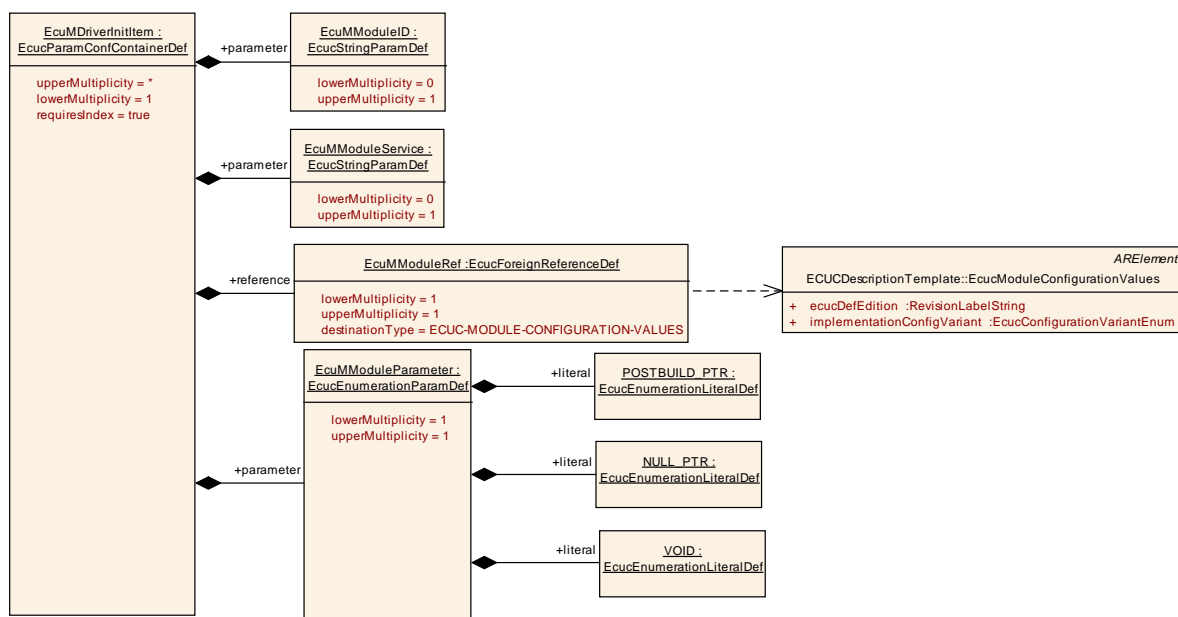 EcuMDriverInitItem :
EcucParamConfContainerDef
upperMultiplicity = *
lowerMultiplicity = 1
requiresIndex = true
+parameter
EcuMModuleID :
EcucStringParamDef
lowerMultiplicity = 0
upperMultiplicity = 1
+parameter
EcuMModuleService :
EcucStringParamDef
lowerMultiplicity = 0
upperMultiplicity = 1
+reference
EcuMModuleRef :EcucForeignReferenceDef
lowerMultiplicity = 1
upperMultiplicity = 1
destinationType = ECUC-MODULE-CONFIGURATION-VALUES
ARElement
ECUCDescriptionTemplate::EcucModuleConfigurationValues
+ ecucDefEdition :RevisionLabelString
+ implementationConfigVariant :EcucConfigurationVariantEnum
+parameter
EcuMModuleParameter :
EcucEnumerationParamDef
lowerMultiplicity = 1
upperMultiplicity = 1
+literal
POSTBUILD_PTR :
EcucEnumerationLiteralDef
+literal
NULL_PTR :
EcucEnumerationLiteralDef
+literal
VOID :
EcucEnumerationLiteralDef